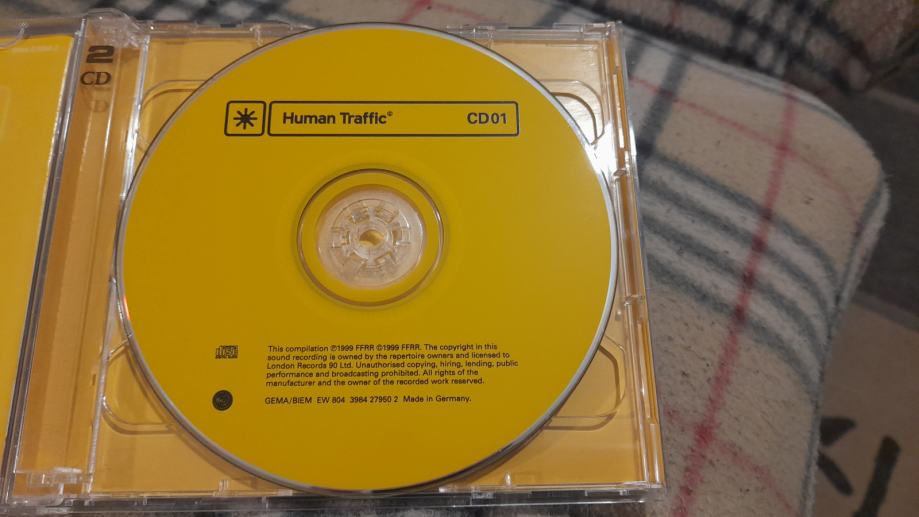 2
CD
Human Traffic®
CD01
This compilation ℗1999 FFRR ©1999 FFRR. The copyright in this
sound recording is owned by the repertoire owners and licensed to
London Records 90 Ltd. Unauthorised copying, hiring, lending, public
performance and broadcasting prohibited. All rights of the
manufacturer and the owner of the recorded work reserved.
GEMA/BIEM EW 804 3984 27950 2 Made in Germany.